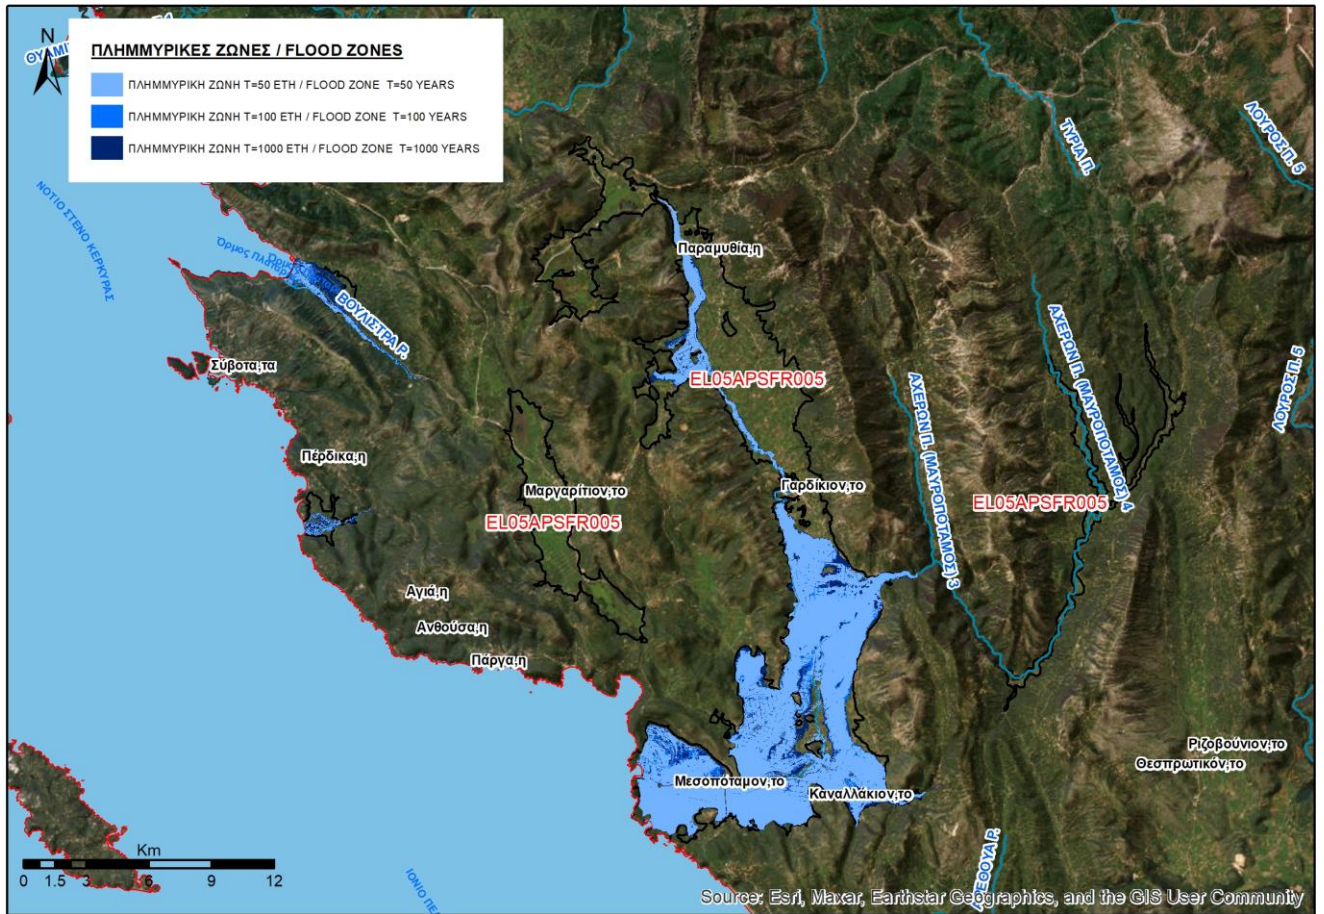 N
ΠΛΗΜΜΥΡΙΚΕΣ ΖΩΝΕΣ / FLOOD ZONES
ΠΛΗΜΜΥΡΙΚΗ ΖΩΝΗ T=50 ΕΤΗ / FLOOD ZONE T=50 YEARS
ΠΛΗΜΜΥΡΙΚΗ ΖΩΝΗ T=100 ΕΤΗ / FLOOD ZONE T=100 YEARS
ΠΛΗΜΜΥΡΙΚΗ ΖΩΝΗ T=1000 ΕΤΗ / FLOOD ZONE T=1000 YEARS
ΤΥΡΙΑ Π.
ΛΟΥΡΟΣ Π. 5
ΝΟΤΙΟ ΣΤΕΝΟ ΚΕΡΚΥΡΑΣ
Όρμος
Παραμυθία,η
ΒΟΥΛΙΣΤΡΑ Ρ.
Σύβοτα,τα
EL05APSFR005
ΑΧΕΡΩΝ Π. (ΜΑΥΡΟΠΟΤΑΜΟΣ) 3
ΑΧΕΡΩΝ Π. (ΜΑΥΡΟΠΟΤΑΜΟΣ) 4
ΛΟΥΡΟΣ Π. 5
Πέρδικα,η
Μαργαρίτιον,το
Γαρδίκιον,το
EL05APSFR005
EL05APSFR005
Αγιά,η
Ανθούσα,η
Πάργα,η
Ριζοβούνιον,το
Θεσπρωτικόν,το
Μεσοπόταμον,το
Καναλλάκιον,το
Km
0 1.5 3 6 9 12
ΙΟΝΙΟ
Source: Esri, Maxar, Earthstar Geographics, and the GIS User Community